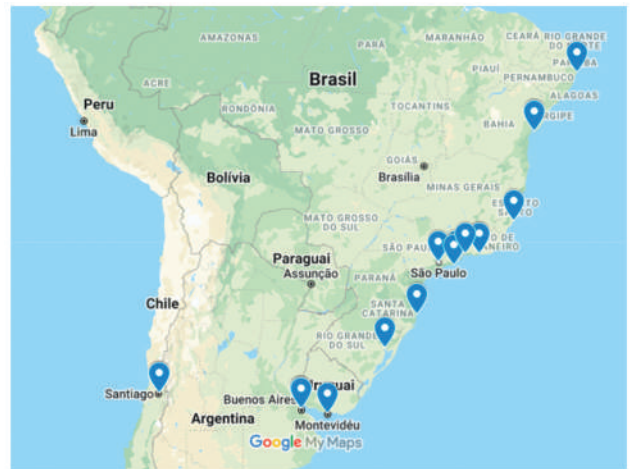 AMAZONAS
PARÁ
MARANHÃO
CEARÁ
RIO GRANDE
DO
Brasil
PIAUÍ
ACRE
PERNAMBUCO
Peru
RONDÔNIA
TOCANTINS
ALAGOAS
Lima
MATO GROSSO
BAHIA
GOIÁS
Brasília
Bolívia
MINAS GERAIS
MATO GROSSO
DO SUL
Paraguai
Assunção
São Paulo
PARANÁ
Chile
SANTA
CATARINA
RIO GRANDE
DO SUL
Santiago
Buenos Aires
Montevidéu
Argentina
Google My Maps